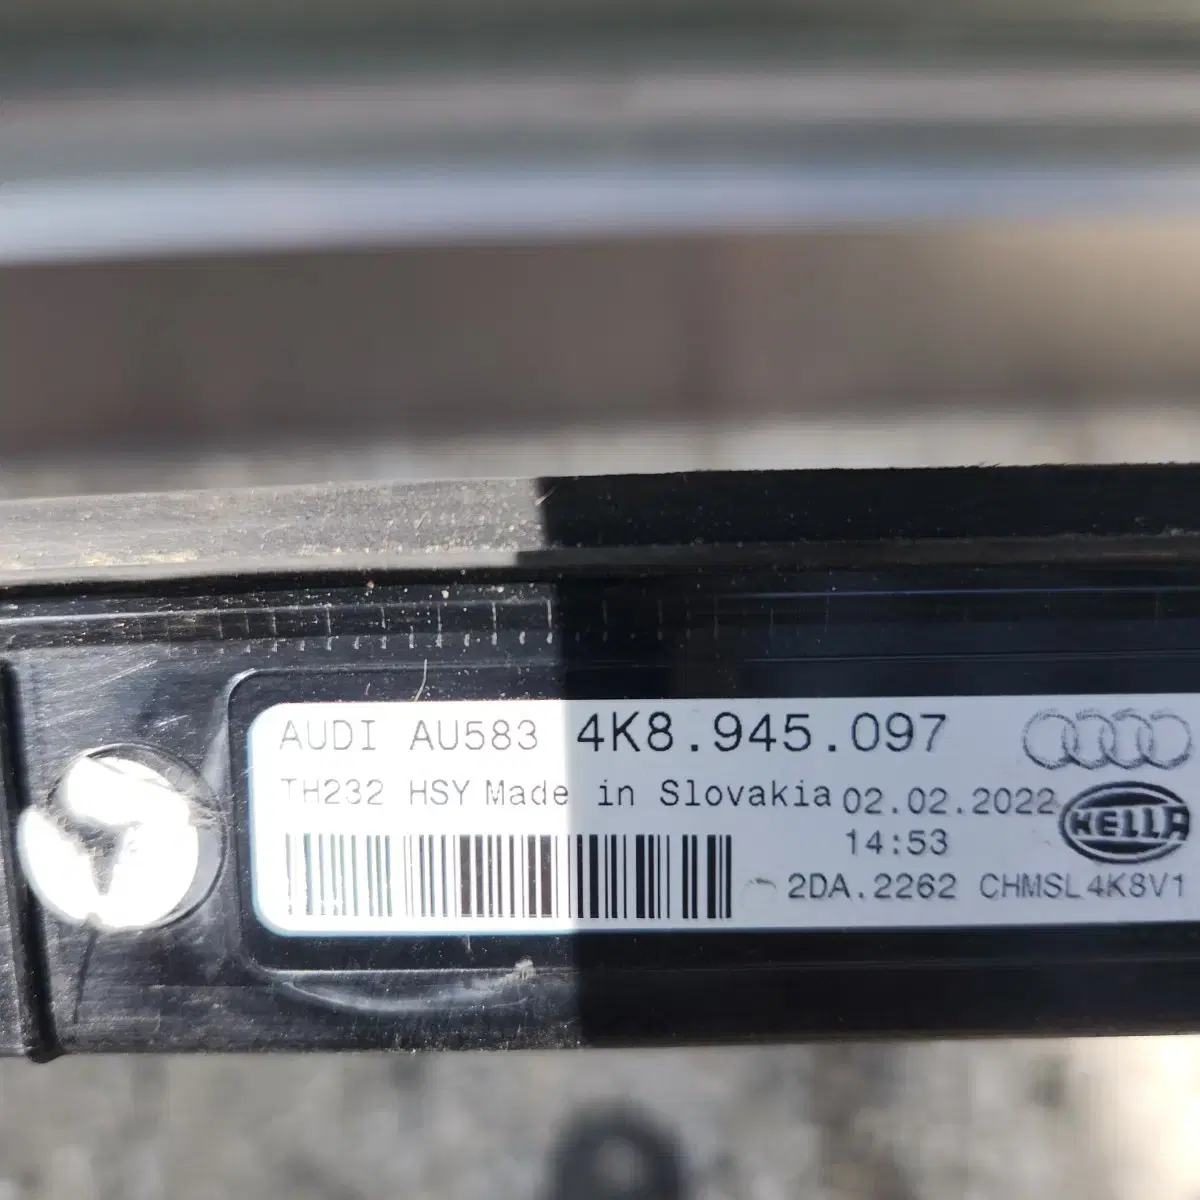 AUDI AU583 4K8.945.097
TH232 HSY Made in Slovakia 02.02.2022
14:53
HELLA
2DA.2262 CHMSL 4K8V1